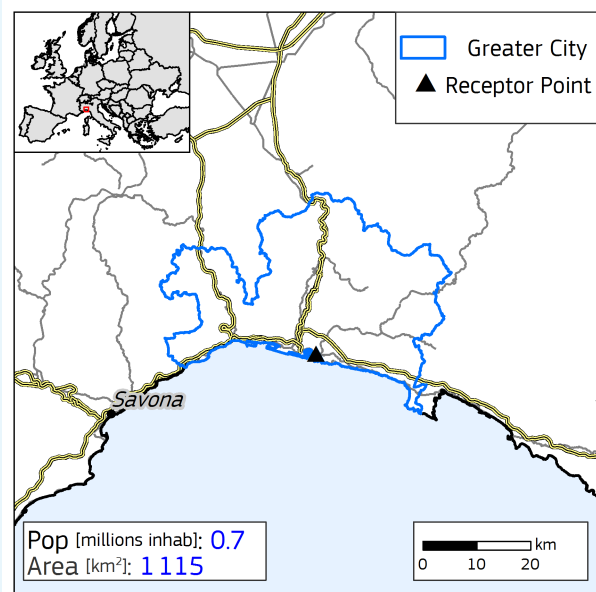 Greater City
Receptor Point
Savona
Pop [millions inhab]: 0.7
Area [km²]: 1 115
km
0 10 20